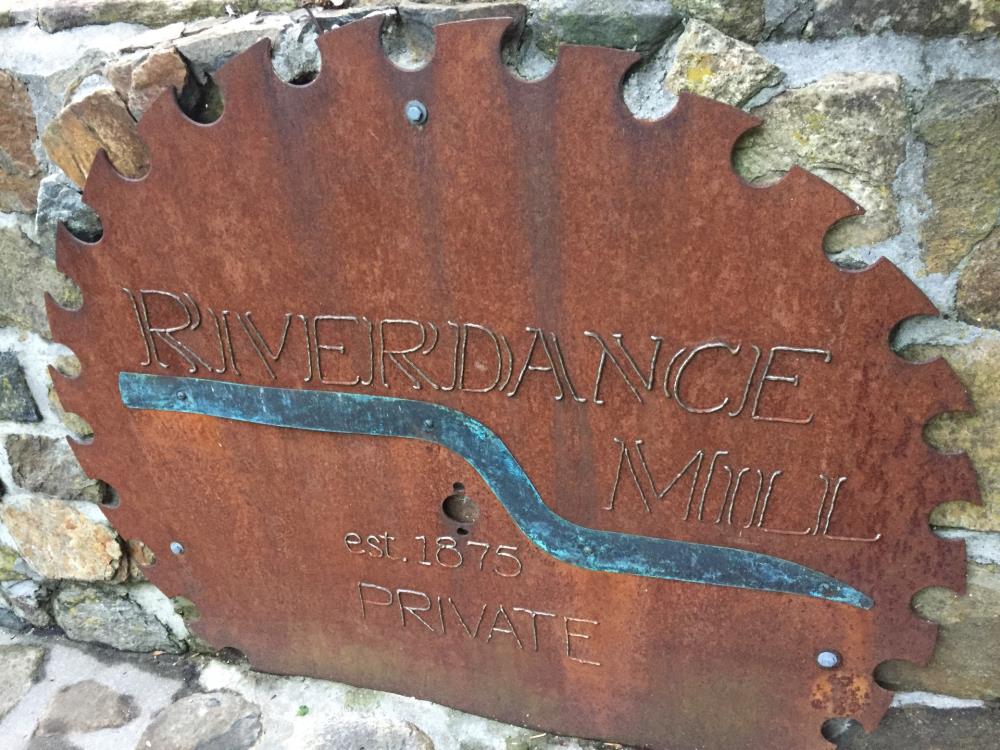 RIVERDANCE
MILL
est. 1875
PRIVATE